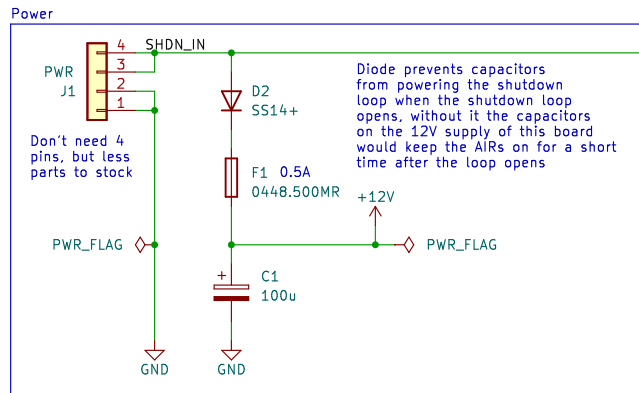 Power
4
SHDN_IN
3
PWR
2
J1
1
Don't need 4
pins, but less
parts to stock
D2
SS14+
Diode prevents capacitors
from powering the shutdown
loop when the shutdown loop
opens, without it the capacitors
on the 12V supply of this board
would keep the AIRs on for a short
time after the loop opens
F1 0.5A
0448.500MR
+12V
PWR_FLAG
PWR_FLAG
+
C1
100u
GND
GND